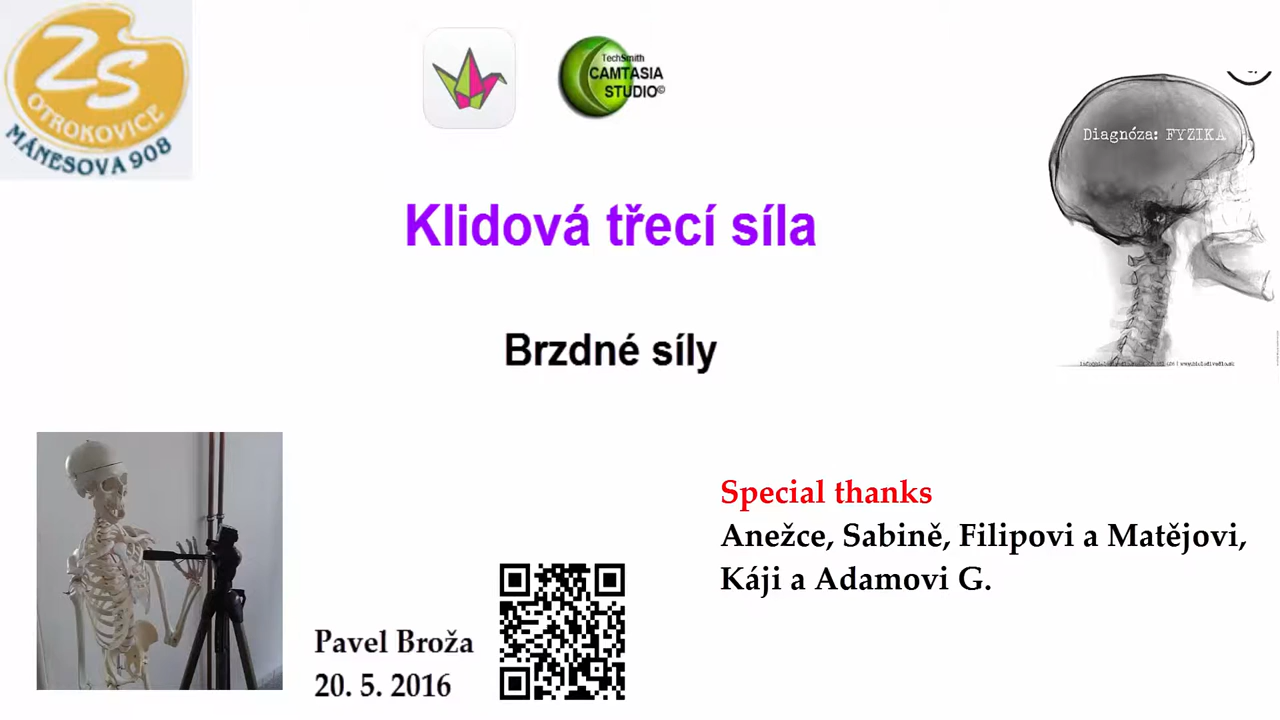 ZŠ
OTROKOVICE
MÁNESOVA 908
TechSmith
CAMTASIA
STUDIO©
Diagnóza: FYZIKA
Klidová třecí síla
Brzdné síly
Special thanks
Anežce, Sabině, Filipovi a Matějovi,
Káji a Adamovi G.
Pavel Broža
20. 5. 2016